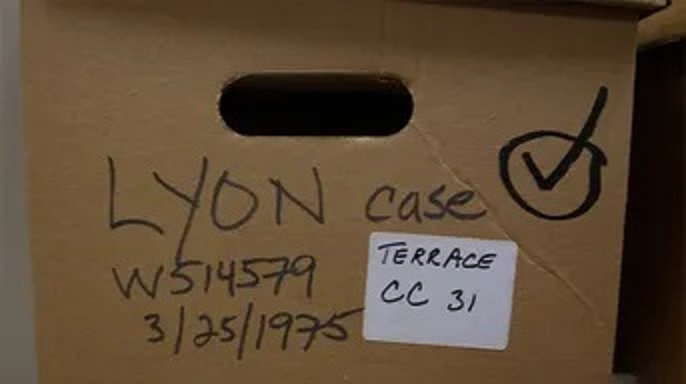 LYON case
W514579
3/25/1975
TERRACE
CC 31